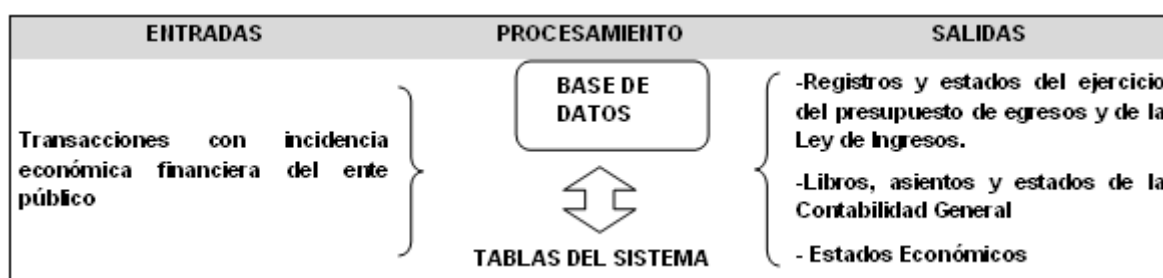 ENTRADAS PROCESAMIENTO SALIDAS
Transacciones con incidencia
económica financiera del ente
público
BASE DE
DATOS
TABLAS DEL SISTEMA
-Registros y estados del ejercicio
del presupuesto de egresos y de la
Ley de Ingresos.
-Libros, asientos y estados de la
Contabilidad General
- Estados Económicos